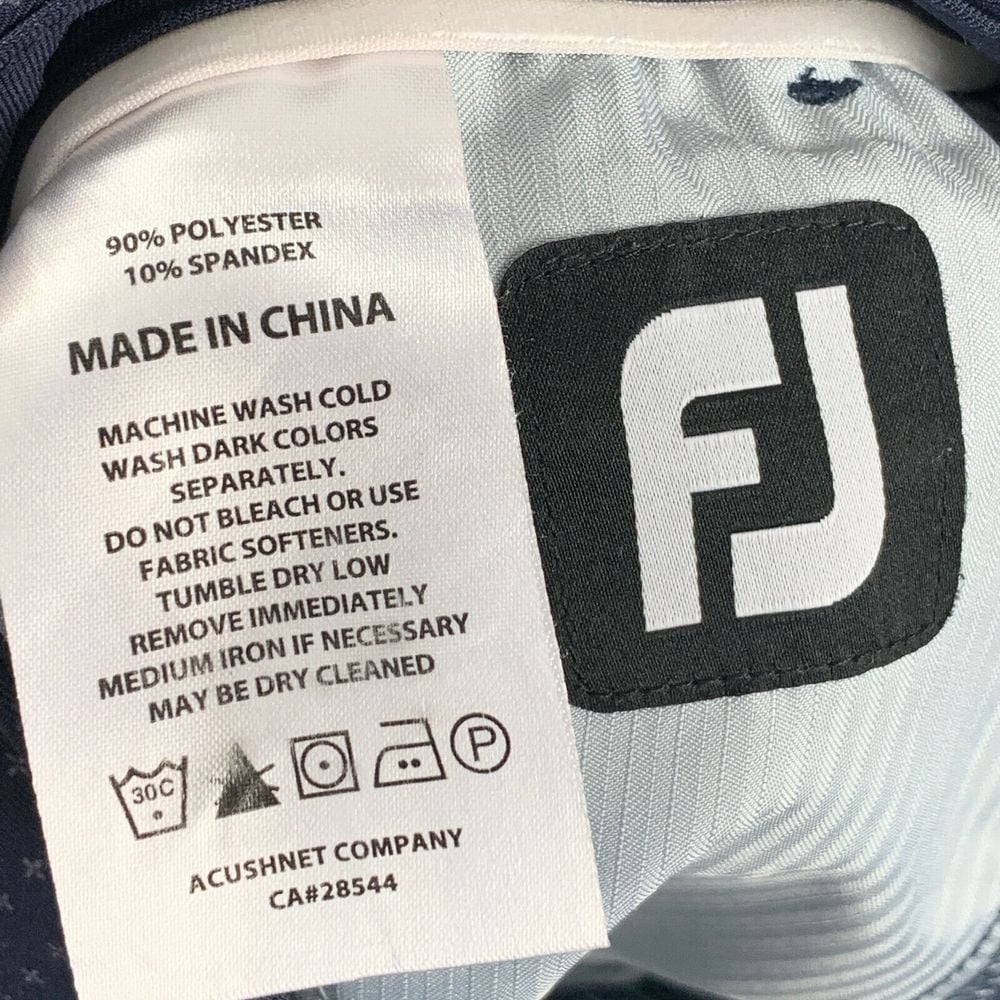 90% POLYESTER
10% SPANDEX
MADE IN CHINA
MACHINE WASH COLD
WASH DARK COLORS
SEPARATELY.
DO NOT BLEACH OR USE
FABRIC SOFTENERS.
TUMBLE DRY LOW
REMOVE IMMEDIATELY
MEDIUM IRON IF NECESSARY
MAY BE DRY CLEANED
30C P
ACUSHNET COMPANY
CA#28544
FJ